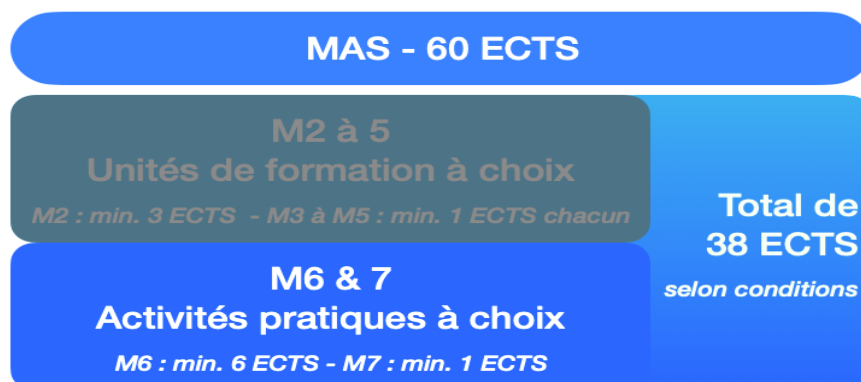 MAS - 60 ECTS
M2 à 5
Unités de formation à choix
M2 : min. 3 ECTS - M3 à M5 : min. 1 ECTS chacun
M6 & 7
Activités pratiques à choix
M6 : min. 6 ECTS - M7 : min. 1 ECTS
Total de
38 ECTS
selon conditions